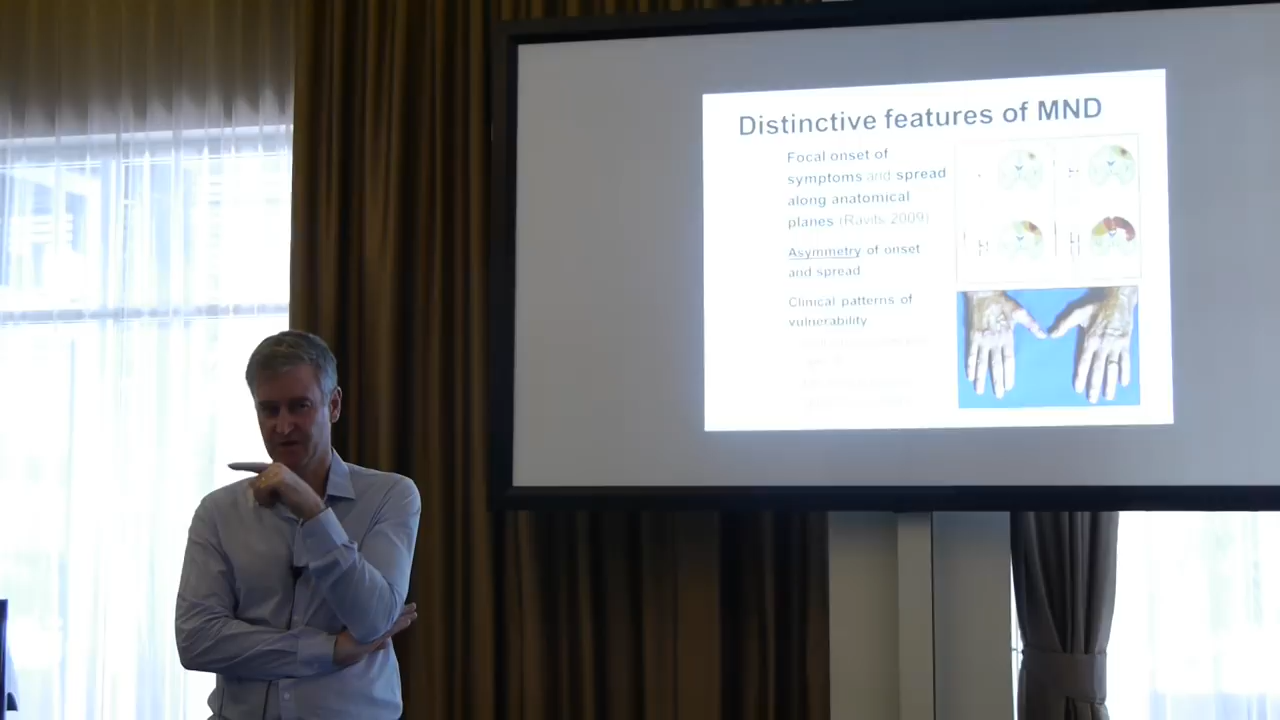 Distinctive features of MND
Focal onset of
symptoms and spread
along anatomical
planes (Ravits 2009)
Asymmetry of onset
and spread
Clinical patterns of
vulnerability